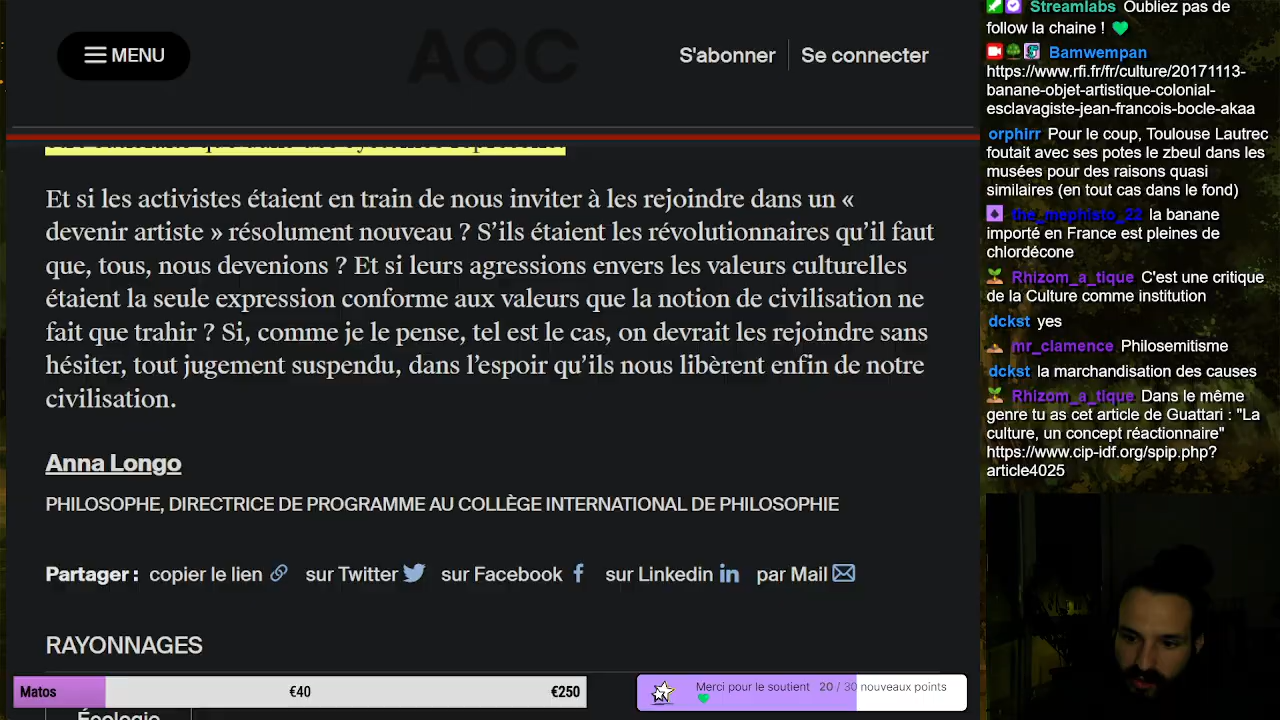 MENU
AOC
S'abonner
Se connecter
Et si les activistes étaient en train de nous inviter à les rejoindre dans un «
devenir artiste » résolument nouveau ? S’ils étaient les révolutionnaires qu’il faut
que, tous, nous devenions ? Et si leurs agressions envers les valeurs culturelles
étaient la seule expression conforme aux valeurs que la notion de civilisation ne
fait que trahir ? Si, comme je le pense, tel est le cas, on devrait les rejoindre sans
hésiter, tout jugement suspendu, dans l’espoir qu’ils nous libèrent enfin de notre
civilisation.
Anna Longo
PHILOSOPHE, DIRECTRICE DE PROGRAMME AU COLLÈGE INTERNATIONAL DE PHILOSOPHIE
Partager : copier le lien sur Twitter sur Facebook sur Linkedin par Mail
RAYONNAGES
Écologie
Matos €40 €250
Merci pour le soutient 20 / 30 nouveaux points
Streamlabs Oubliez pas de
follow la chaine !
Bamwempan
https://www.rfi.fr/fr/culture/20171113-
banane-objet-artistique-colonial-
esclavagiste-jean-francois-bocle-akaa
orphirr Pour le coup, Toulouse Lautrec
foutait avec ses potes le zbeul dans les
musées pour des raisons quasi
similaires (en tout cas dans le fond)
the_mephisto_22 la banane
importé en France est pleines de
chlordécone
Rhizom_a_tique C'est une critique
de la Culture comme institution
dckst yes
mr_clamence Philosemitisme
dckst la marchandisation des causes
Rhizom_a_tique Dans le même
genre tu as cet article de Guattari : "La
culture, un concept réactionnaire"
https://www.cip-idf.org/spip.php?
article4025